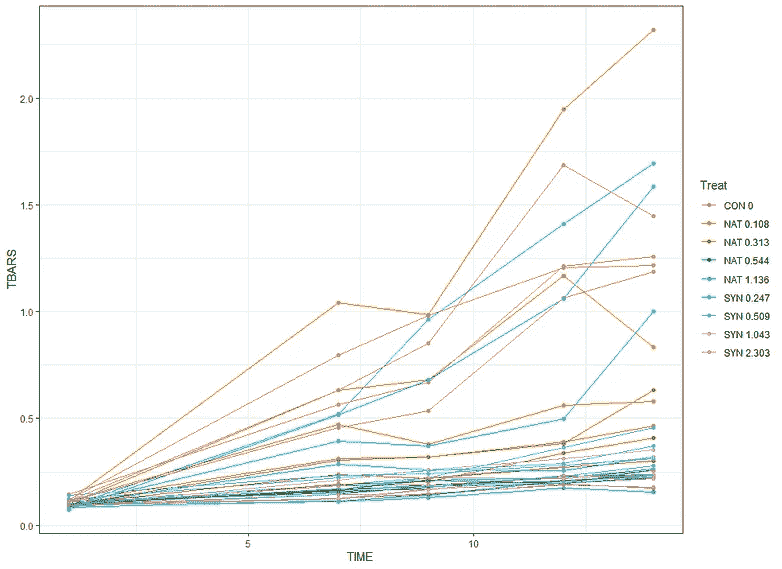 2.0
1.5
1.0
0.5
0.0
TBARS
5
10
TIME
Treat
CON 0
NAT 0.108
NAT 0.313
NAT 0.544
NAT 1.136
SYN 0.247
SYN 0.509
SYN 1.043
SYN 2.303